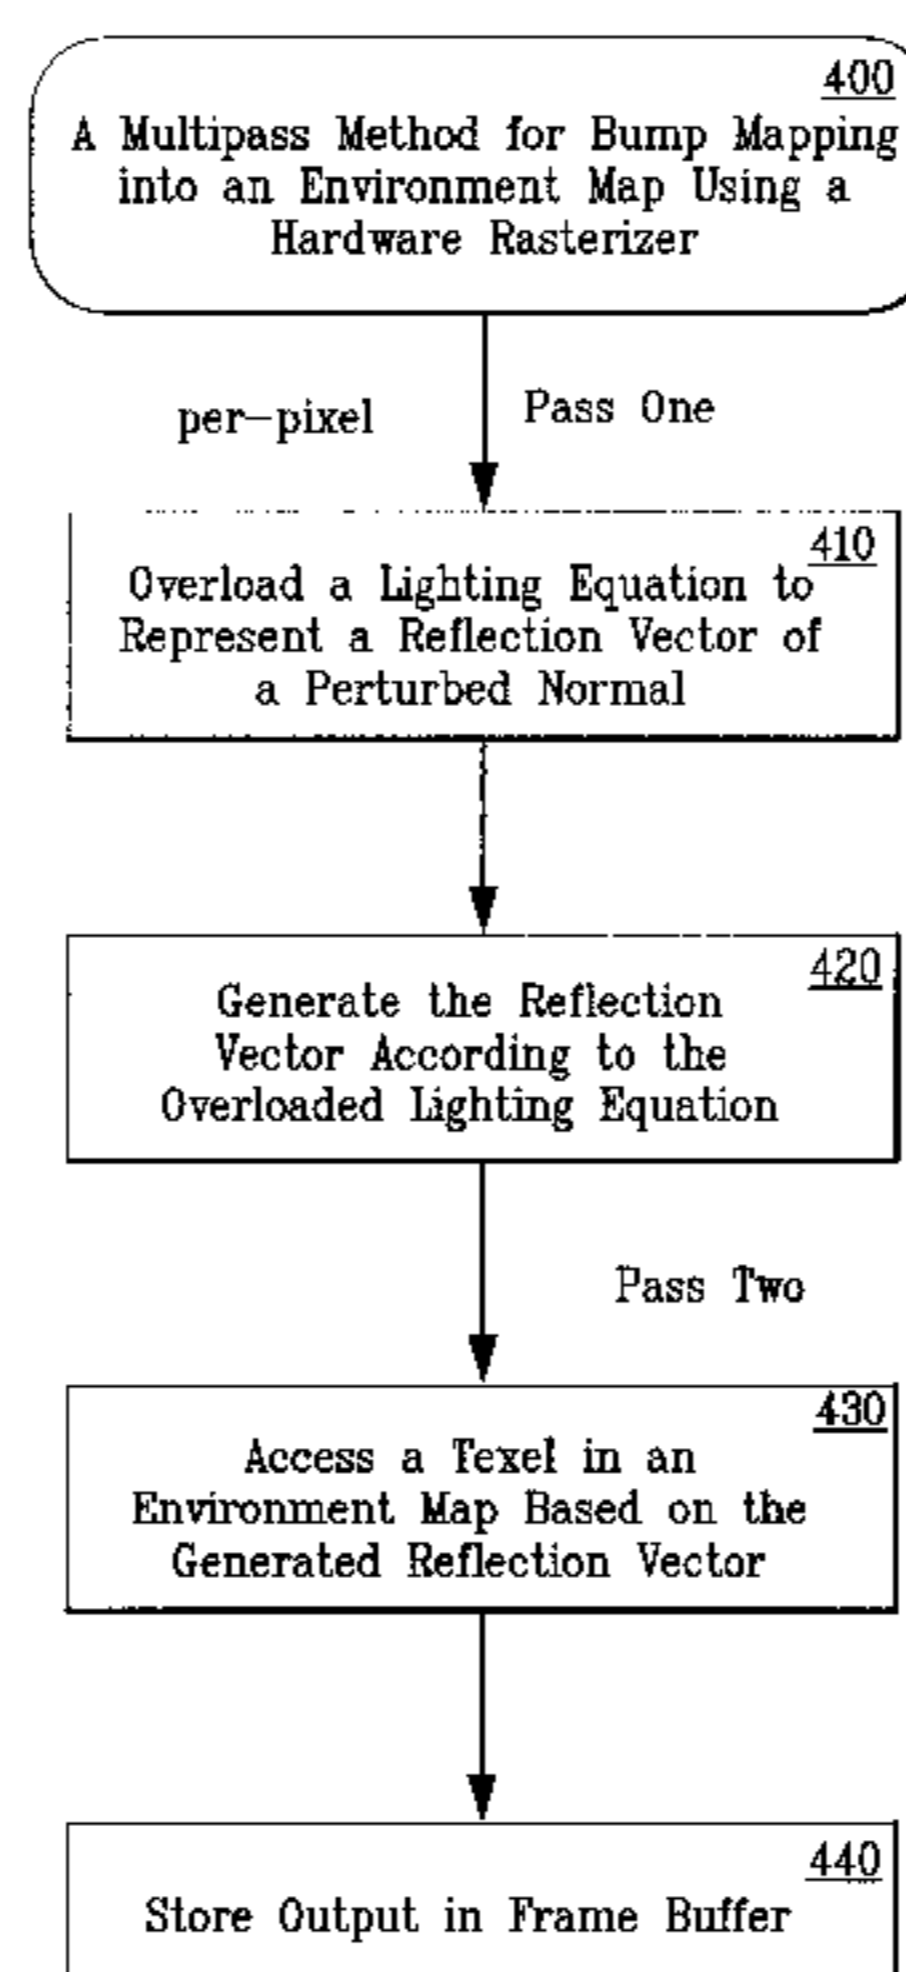 400
A Multipass Method for Bump Mapping
into an Environment Map Using a
Hardware Rasterizer
per-pixel
Pass One
410
Overload a Lighting Equation to
Represent a Reflection Vector of
a Perturbed Normal
420
Generate the Reflection
Vector According to the
Overloaded Lighting Equation
Pass Two
430
Access a Texel in an
Environment Map Based on the
Generated Reflection Vector
440
Store Output in Frame Buffer